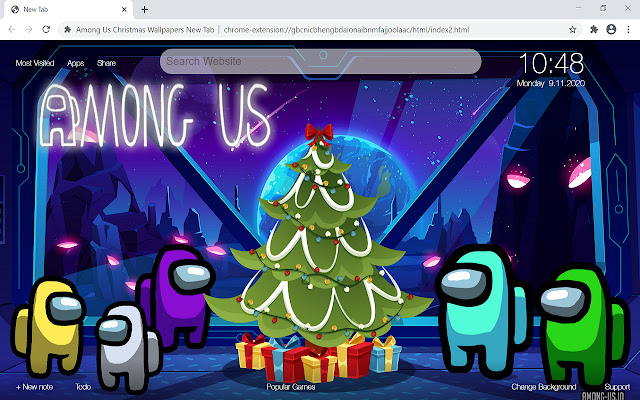 New Tab
Among Us Christmas Wallpapers New Tab | chrome-extension://gbcnicbhengbdaionaibnmfajjoolaac/html/index2.html
Most Visited Apps Share
Search Website
10:48
Monday 9.11.2020
AMONG US
+ New note Todo Popular Games Change Background Support
AMONG-US.IO